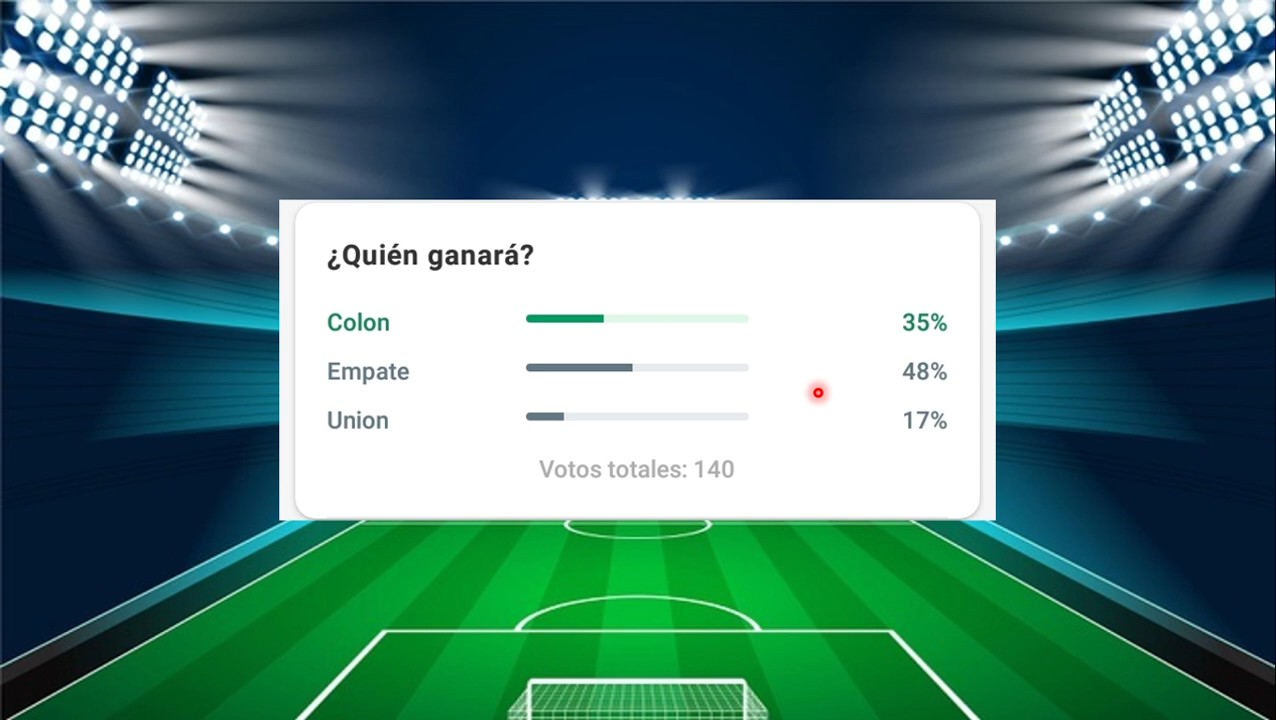 ¿Quién ganará?
Colon 35%
Empate 48%
Union 17%
Votos totales: 140